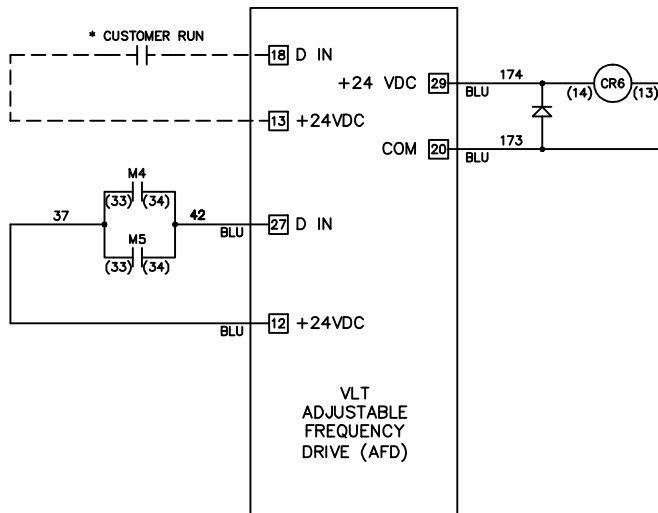 * CUSTOMER RUN
18 D IN
+24 VDC 29
174
BLU
(14) CR6 (13)
13 +24VDC
COM 20
173
BLU
M4
(33) (34)
37
42
BLU
27 D IN
M5
(33) (34)
BLU
12 +24VDC
VLT
ADJUSTABLE
FREQUENCY
DRIVE (AFD)